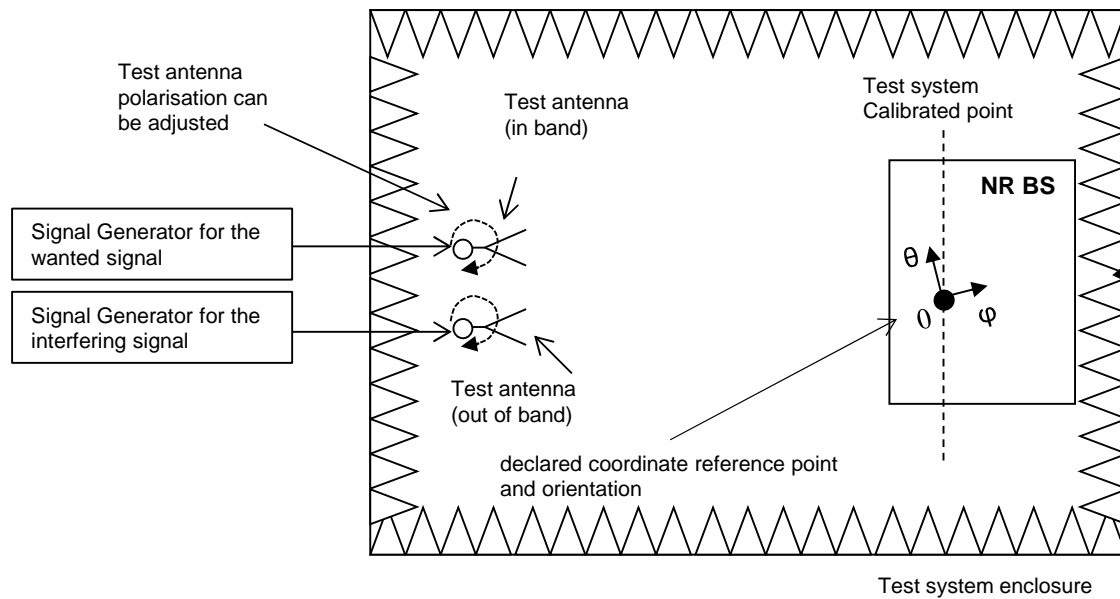 Test antenna
polarisation can
be adjusted
Test antenna
(in band)
Test system
Calibrated point
NR BS
Signal Generator for the
wanted signal
θ
0
φ
Signal Generator for the
interfering signal
Test antenna
(out of band)
declared coordinate reference point
and orientation
Test system enclosure